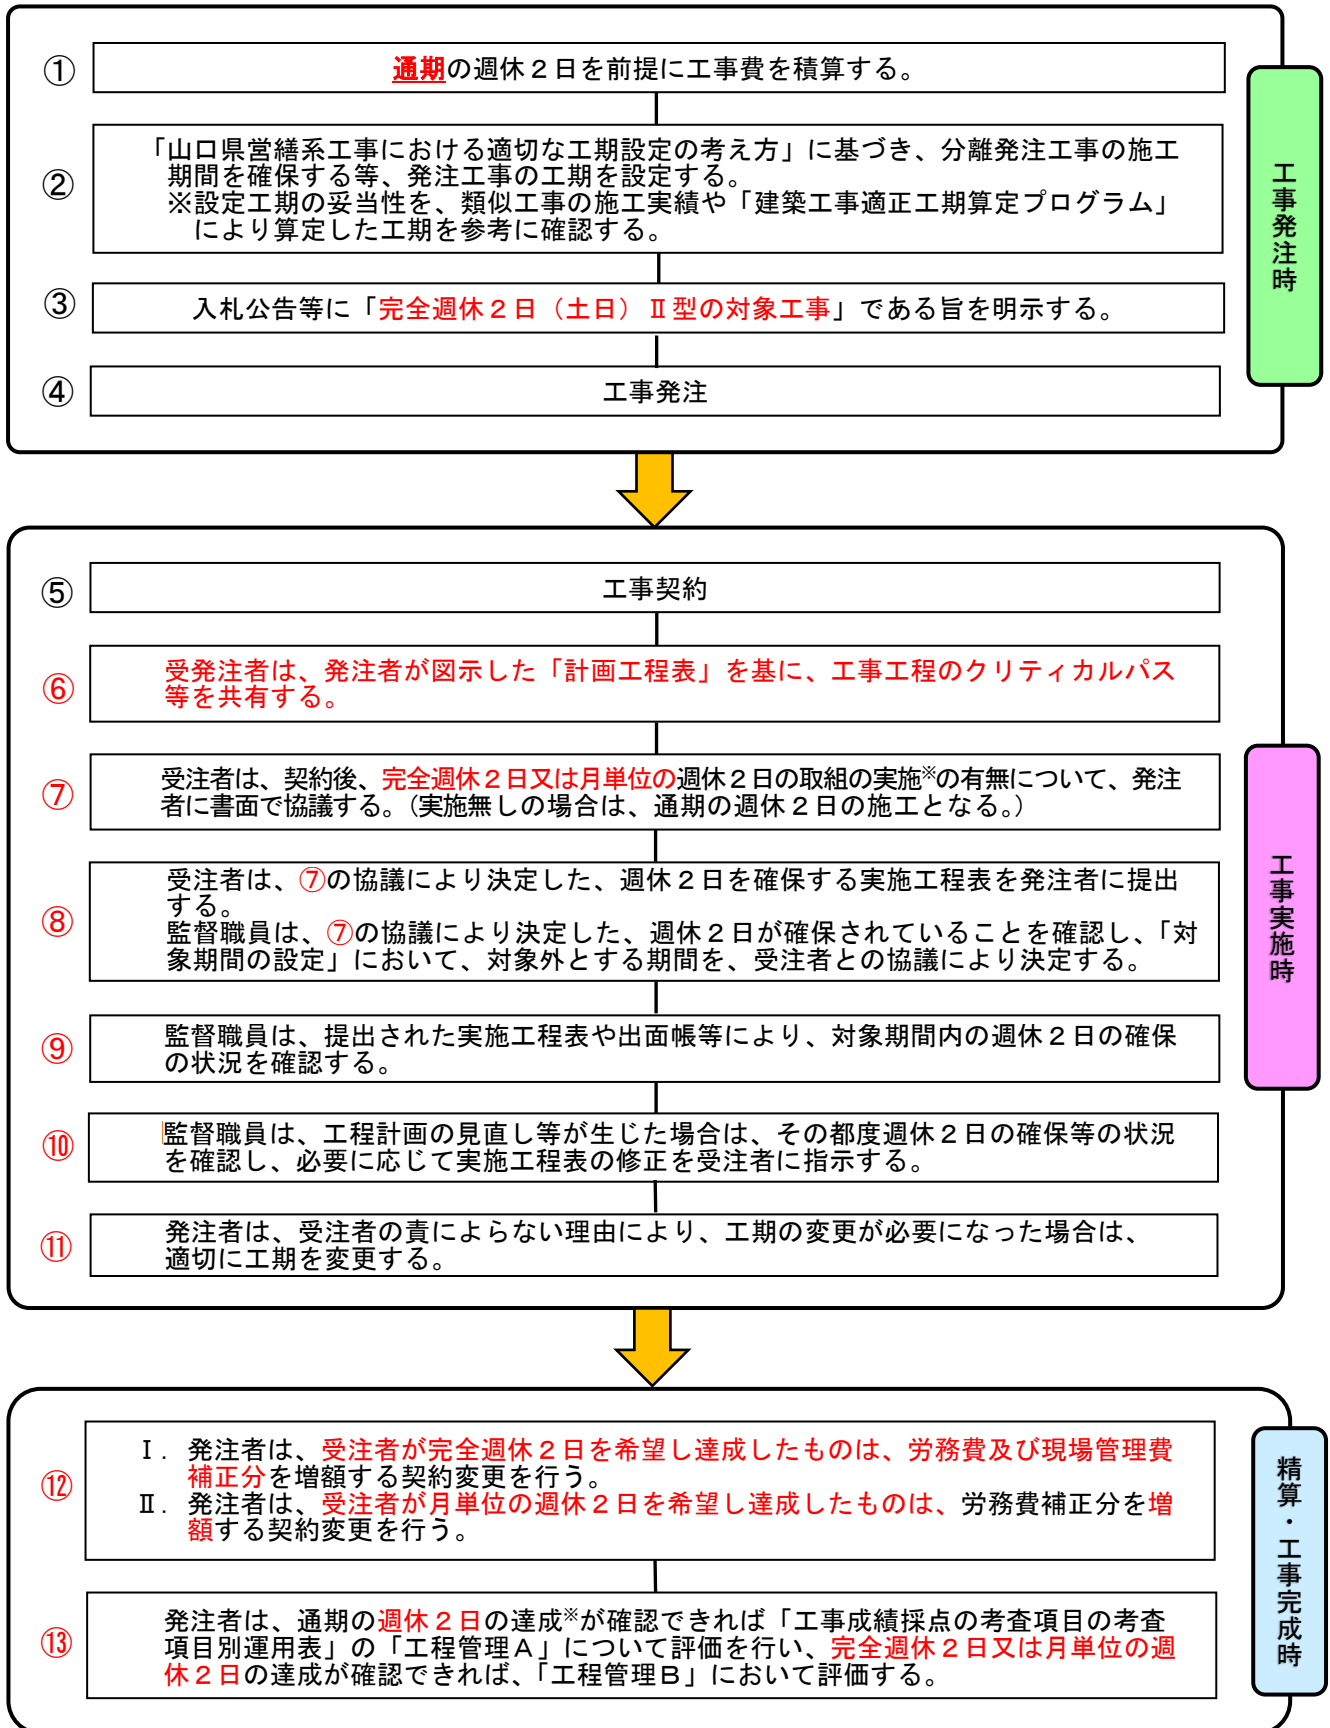 ①
通期の週休２日を前提に工事費を積算する。
②
「山口県営繕系工事における適切な工期設定の考え方」に基づき、分離発注工事の施工
期間を確保する等、発注工事の工期を設定する。
※設定工期の妥当性を、類似工事の施工実績や「建築工事適正工期算定プログラム」
により算定した工期を参考に確認する。
③
入札公告等に「完全週休２日（土日）Ⅱ型の対象工事」である旨を明示する。
④
工事発注
工事発注時
⑤
工事契約
⑥
受発注者は、発注者が図示した「計画工程表」を基に、工事工程のクリティカルパス
等を共有する。
⑦
受注者は、契約後、完全週休２日又は月単位の週休２日の取組の実施※の有無について、発注
者に書面で協議する。（実施無しの場合は、通期の週休２日の施工となる。）
⑧
受注者は、⑦の協議により決定した、週休２日を確保する実施工程表を発注者に提出
する。
監督職員は、⑦の協議により決定した、週休２日が確保されていることを確認し、「対
象期間の設定」において、対象外とする期間を、受注者との協議により決定する。
⑨
監督職員は、提出された実施工程表や出面帳等により、対象期間内の週休２日の確保
の状況を確認する。
⑩
監督職員は、工程計画の見直し等が生じた場合は、その都度週休２日の確保等の状況
を確認し、必要に応じて実施工程表の修正を受注者に指示する。
⑪
発注者は、受注者の責によらない理由により、工期の変更が必要になった場合は、
適切に工期を変更する。
工事実施時
⑫
Ⅰ．発注者は、受注者が完全週休２日を希望し達成したものは、労務費及び現場管理費
補正分を増額する契約変更を行う。
Ⅱ．発注者は、受注者が月単位の週休２日を希望し達成したものは、労務費補正分を増
額する契約変更を行う。
⑬
発注者は、通期の週休２日の達成※が確認できれば「工事成績採点の考査項目の考査
項目別運用表」の「工程管理Ａ」について評価を行い、完全週休２日又は月単位の週
休２日の達成が確認できれば、「工程管理Ｂ」において評価する。
精算・工事完成時